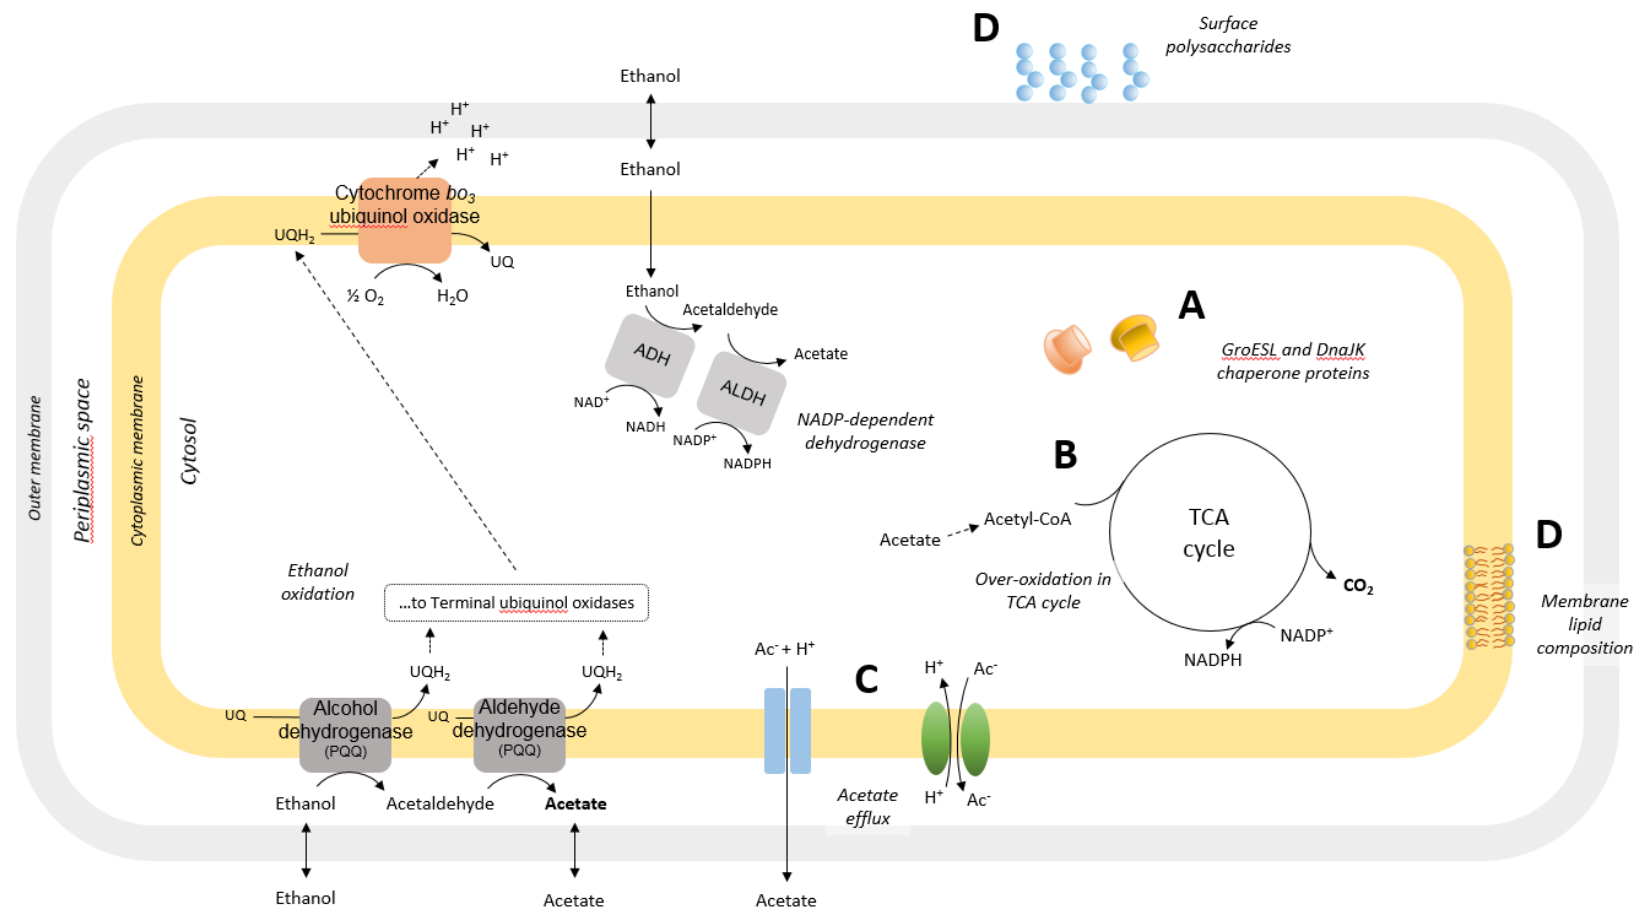 D
Surface
polysaccharides
Ethanol
H⁺
H⁺
H⁺
H⁺
H⁺
Ethanol
Cytochrome bo₃
ubiquinol oxidase
UQH₂
UQ
½ O₂
H₂O
Ethanol
Acetaldehyde
ADH
Acetate
ALDH
NAD⁺
NADH
NADP⁺
NADPH
NADP-dependent
dehydrogenase
A
GroESL and DnaJK
chaperone proteins
Outer membrane
Periplasmic space
Cytoplasmic membrane
Cytosol
B
Acetyl-CoA
Acetate
TCA
cycle
Over-oxidation in
TCA cycle
CO₂
NADP⁺
NADPH
D
Membrane
lipid
composition
Ethanol
oxidation
...to Terminal ubiquinol oxidases
UQH₂
UQH₂
UQ
Alcohol
dehydrogenase
(PQQ)
UQ
Aldehyde
dehydrogenase
(PQQ)
Ethanol
Acetaldehyde
Acetate
Ethanol
Acetate
Ac⁻ + H⁺
C
H⁺
Ac⁻
H⁺
Ac⁻
Acetate
efflux
Acetate